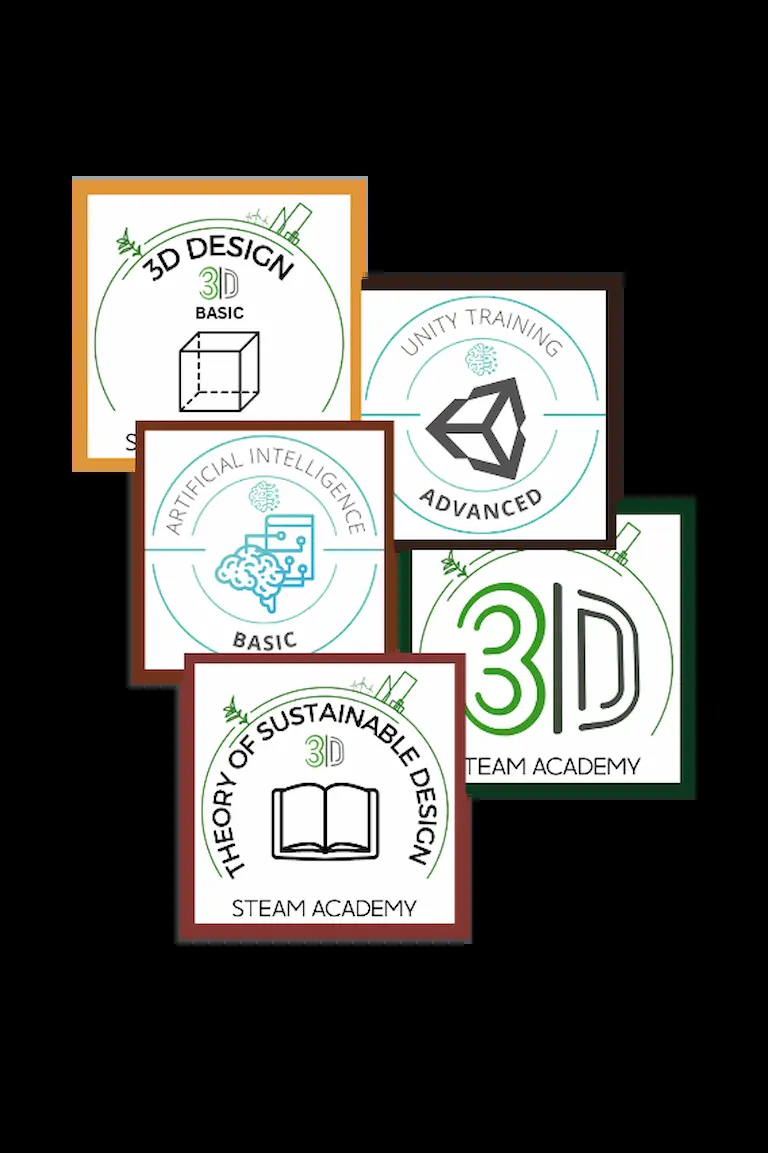 3D DESIGN
3D
BASIC
S
UNITY TRAINING
ADVANCED
ARTIFICIAL INTELLIGENCE
BASIC
3D
TEAM ACADEMY
THEORY OF SUSTAINABLE DESIGN
3D
STEAM ACADEMY